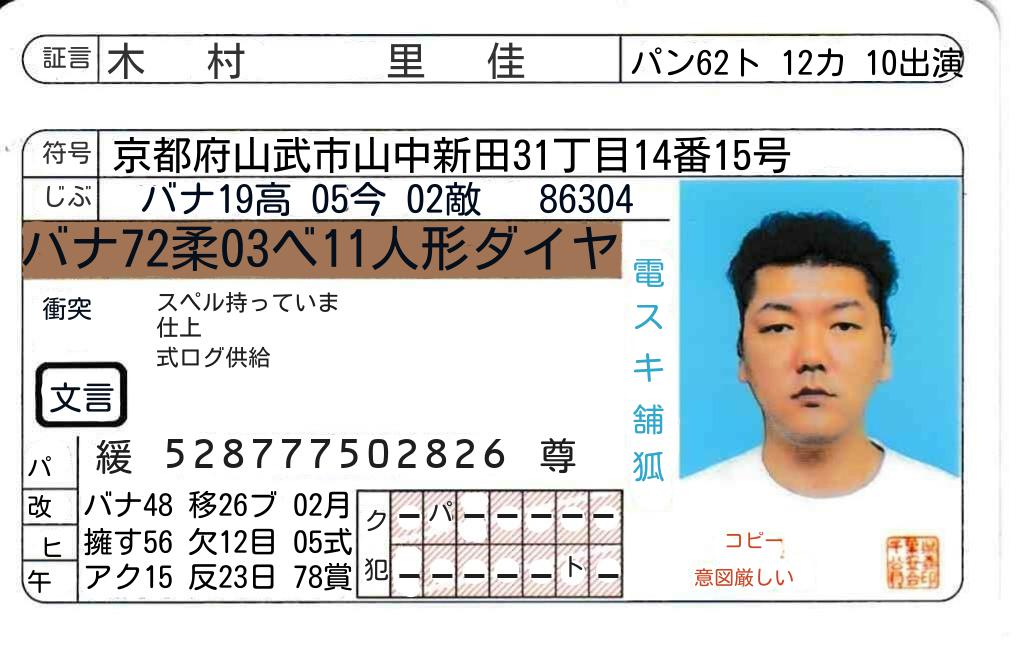 証言 木村 里佳 パン62ト 12カ 10出演
符号 京都府山武市山中新田31丁目14番15号
じぶ バナ19高 05今 02敵 86304
バナ72柔03べ11人形ダイヤ
衝突 スペル持っていま
仕上
式ログ供給
文言
電スキ舗狐
パ 緩 528777502826 尊
改 バナ48 移26ブ 02月
ヒ 擁す56 欠12目 05式
午 アク15 反23日 78賞
ク ー パ ー ー ー ー ー
犯 ー ー ー ー ー ト ー
コピー
意図厳しい